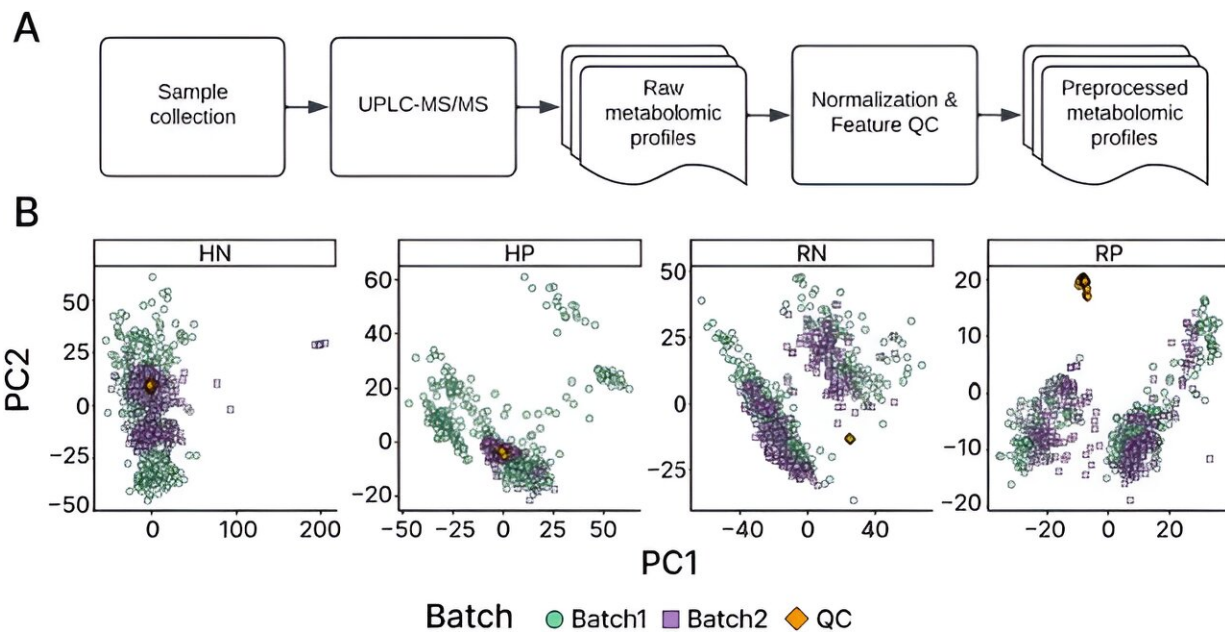 A
Sample
collection
UPLC-MS/MS
Raw
metabolomic
profiles
Normalization &
Feature QC
Preprocessed
metabolomic
profiles
B
HN
HP
RN
RP
PC2
50
25
0
−25
−50
0
100
200
60
40
20
0
−20
−50
−25
0
25
50
50
25
0
−25
−40
0
40
20
10
0
−10
−20
−20
0
20
PC1
Batch
Batch1
Batch2
QC